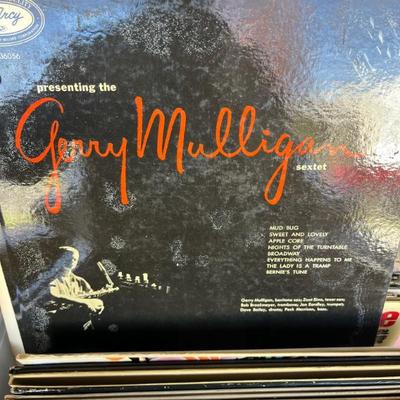 Arcy
36056
presenting the
Gerry Mulligan
sextet
MUD BUG
SWEET AND LOVELY
APPLE CORE
NIGHTS OF THE TURNTABLE
BROADWAY
EVERYTHING HAPPENS TO ME
THE LADY IS A TRAMP
BERNIE'S TUNE
Gerry Mulligan, baritone sax; Zoot Sims, tenor sax;
Bob Brookmeyer, trombone; Jon Eardley, trumpet;
Dave Bailey, drums; Peck Morrison, bass.